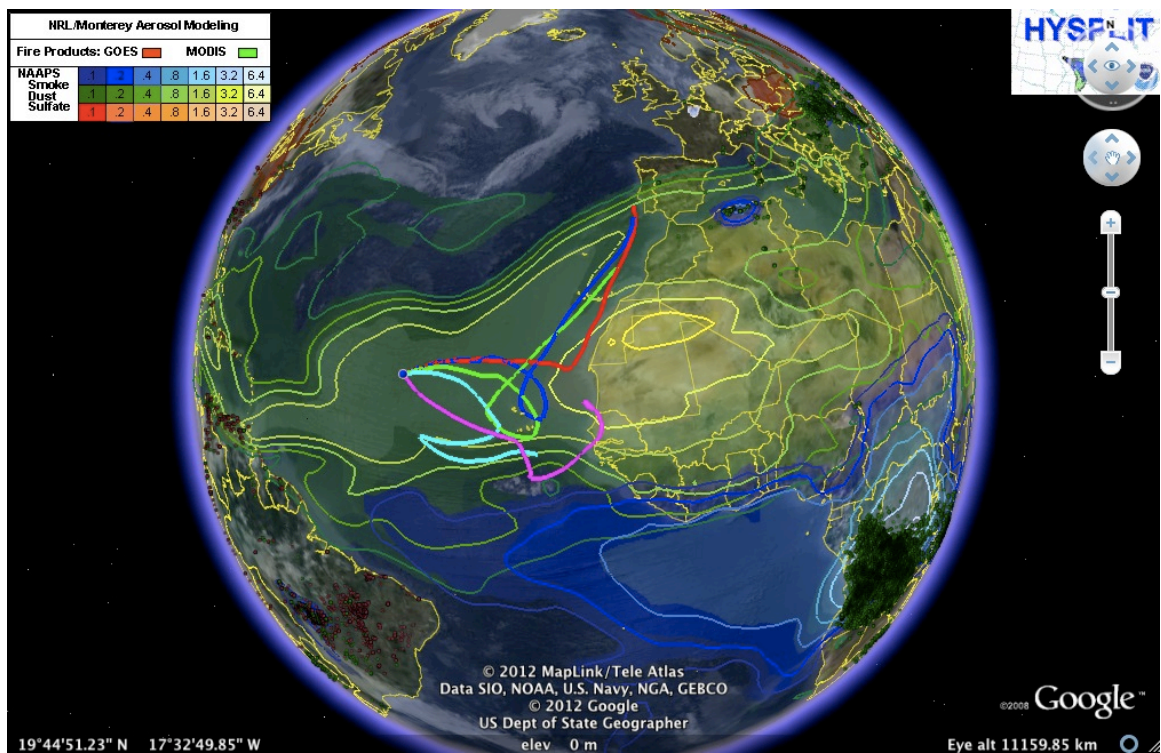 NRL/Monterey Aerosol Modeling
Fire Products: GOES MODIS
NAAPS
Smoke .1 .2 .4 .8 1.6 3.2 6.4
Dust .1 .2 .4 .8 1.6 3.2 6.4
Sulfate .1 .2 .4 .8 1.6 3.2 6.4
HYSPLIT
N
© 2012 MapLink/Tele Atlas
Data SIO, NOAA, U.S. Navy, NGA, GEBCO
© 2012 Google
US Dept of State Geographer
©2008 Google™
19°44'51.23" N 17°32'49.85" W elev 0 m Eye alt 11159.85 km